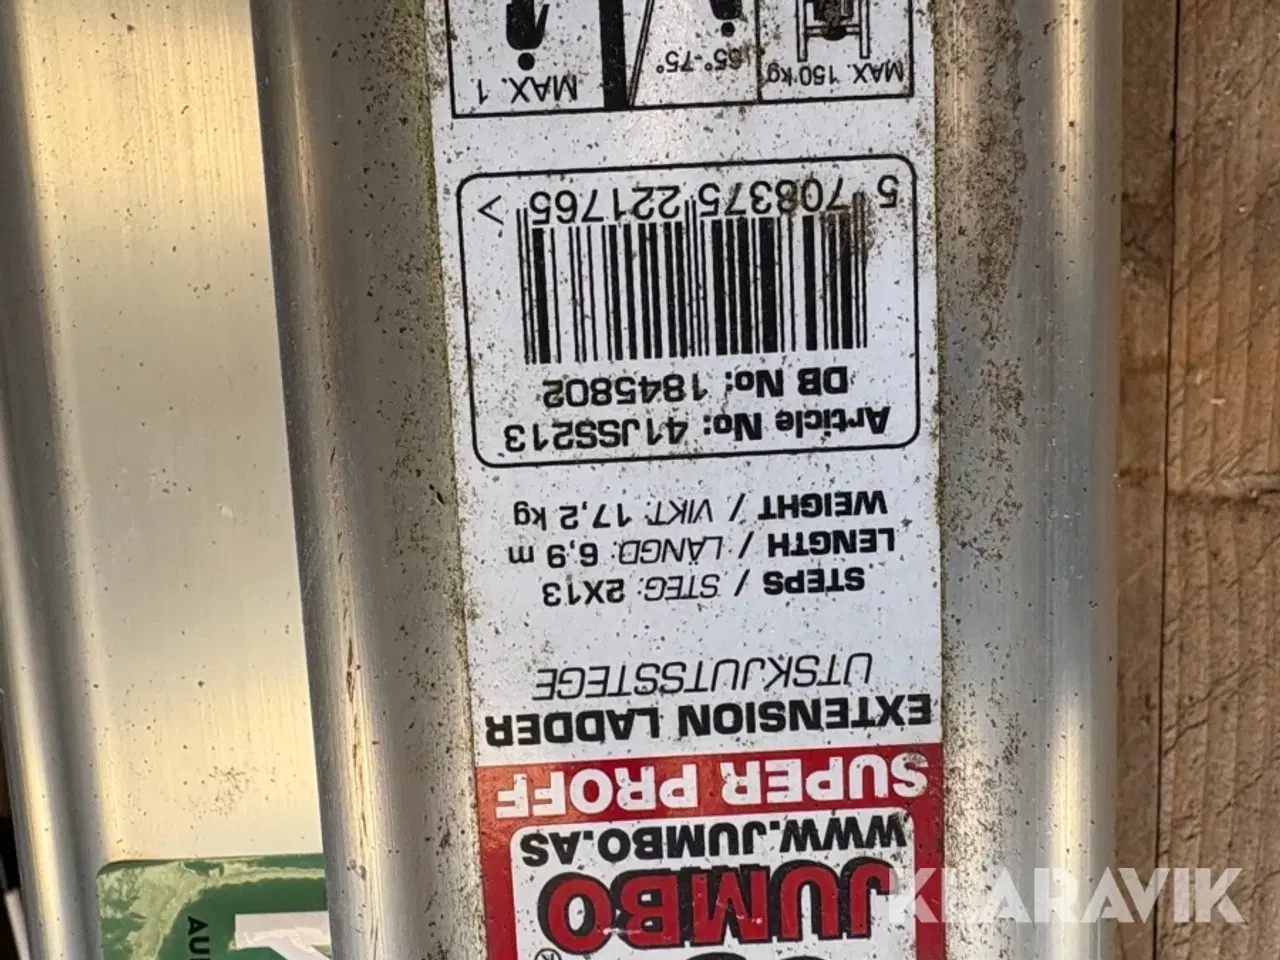 JUMBO
WWW.JUMBO.AS
SUPER PROFF
EXTENSION LADDER
UTSKJUTSSTEGE
STEPS / STEG: 2X13
LENGTH / LÄNGD: 6,9 m
WEIGHT / VIKT: 17,2 kg
Article No: 41JSS213
DB No: 1845802
5 708375 221765 >
MAX. 150 kg
65°-75°
MAX. 1
AU
KLARAVIK